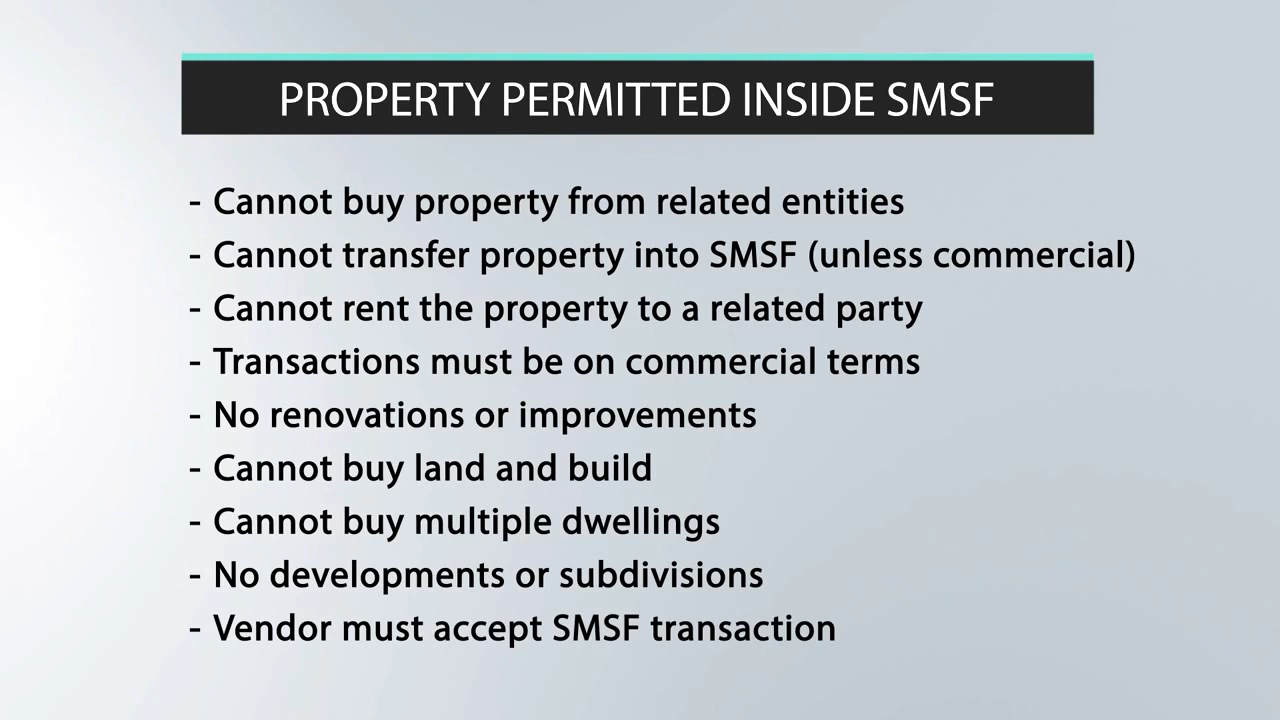 PROPERTY PERMITTED INSIDE SMSF
- Cannot buy property from related entities
- Cannot transfer property into SMSF (unless commercial)
- Cannot rent the property to a related party
- Transactions must be on commercial terms
- No renovations or improvements
- Cannot buy land and build
- Cannot buy multiple dwellings
- No developments or subdivisions
- Vendor must accept SMSF transaction